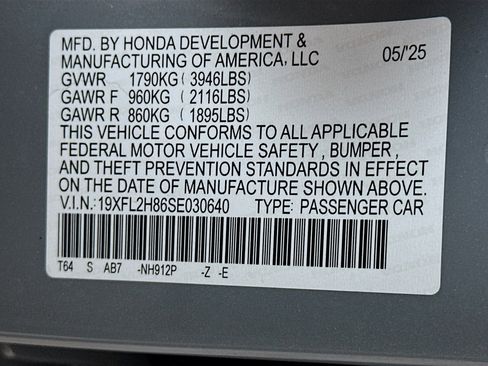 MFD. BY HONDA DEVELOPMENT & 05/'25
MANUFACTURING OF AMERICA, LLC
GVWR 1790KG (3946LBS)
GAWR F 960KG (2116LBS)
GAWR R 860KG (1895LBS)
THIS VEHICLE CONFORMS TO ALL APPLICABLE
FEDERAL MOTOR VEHICLE SAFETY , BUMPER,
AND THEFT PREVENTION STANDARDS IN EFFECT
ON THE DATE OF MANUFACTURE SHOWN ABOVE.
V.I.N.: 19XFL2H86SE030640 TYPE: PASSENGER CAR
T64 S AB7 -NH912P -Z -E